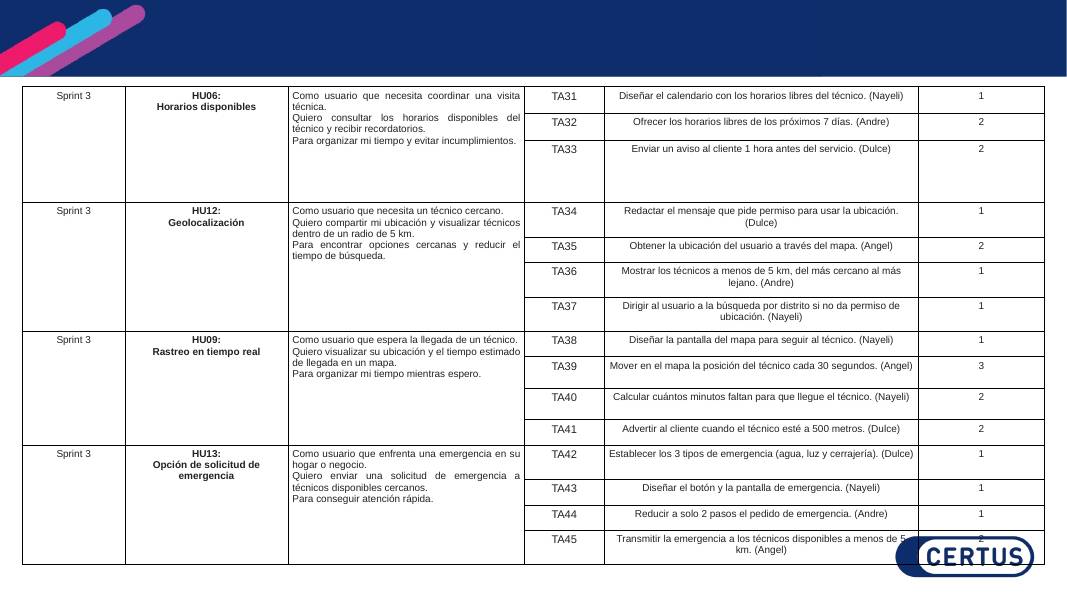 Sprint 3
HU06:
Horarios disponibles
Como usuario que necesita coordinar una visita
técnica.
Quiero consultar los horarios disponibles del
técnico y recibir recordatorios.
Para organizar mi tiempo y evitar incumplimientos.
TA31
Diseñar el calendario con los horarios libres del técnico. (Nayeli)
1
TA32
Ofrecer los horarios libres de los próximos 7 días. (Andre)
2
TA33
Enviar un aviso al cliente 1 hora antes del servicio. (Dulce)
2
Sprint 3
HU12:
Geolocalización
Como usuario que necesita un técnico cercano.
Quiero compartir mi ubicación y visualizar técnicos
dentro de un radio de 5 km.
Para encontrar opciones cercanas y reducir el
tiempo de búsqueda.
TA34
Redactar el mensaje que pide permiso para usar la ubicación.
(Dulce)
1
TA35
Obtener la ubicación del usuario a través del mapa. (Angel)
2
TA36
Mostrar los técnicos a menos de 5 km, del más cercano al más
lejano. (Andre)
1
TA37
Dirigir al usuario a la búsqueda por distrito si no da permiso de
ubicación. (Nayeli)
1
Sprint 3
HU09:
Rastreo en tiempo real
Como usuario que espera la llegada de un técnico.
Quiero visualizar su ubicación y el tiempo estimado
de llegada en un mapa.
Para organizar mi tiempo mientras espero.
TA38
Diseñar la pantalla del mapa para seguir al técnico. (Nayeli)
1
TA39
Mover en el mapa la posición del técnico cada 30 segundos. (Angel)
3
TA40
Calcular cuántos minutos faltan para que llegue el técnico. (Nayeli)
2
TA41
Advertir al cliente cuando el técnico esté a 500 metros. (Dulce)
2
Sprint 3
HU13:
Opción de solicitud de
emergencia
Como usuario que enfrenta una emergencia en su
hogar o negocio.
Quiero enviar una solicitud de emergencia a
técnicos disponibles cercanos.
Para conseguir atención rápida.
TA42
Establecer los 3 tipos de emergencia (agua, luz y cerrajería). (Dulce)
1
TA43
Diseñar el botón y la pantalla de emergencia. (Nayeli)
1
TA44
Reducir a solo 2 pasos el pedido de emergencia. (Andre)
1
TA45
Transmitir la emergencia a los técnicos disponibles a menos de 5
km. (Angel)
2
CERTUS